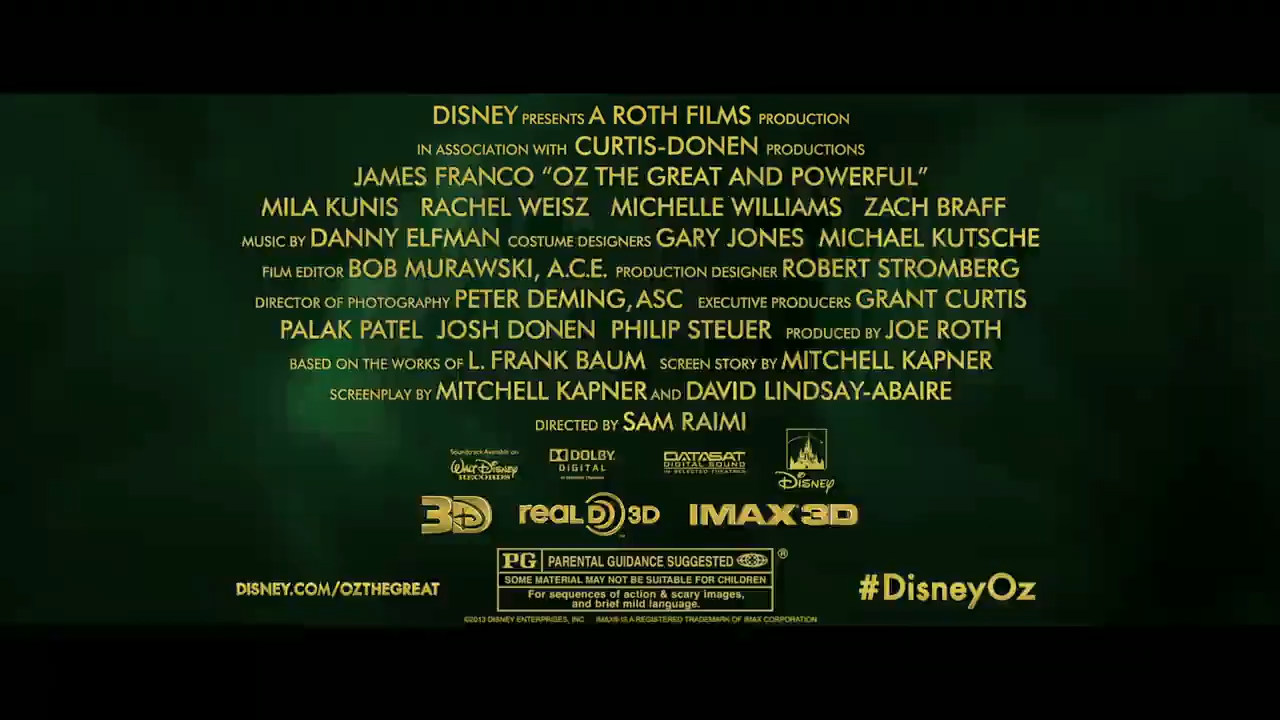 DISNEY PRESENTS A ROTH FILMS PRODUCTION
IN ASSOCIATION WITH CURTIS-DONEN PRODUCTIONS
JAMES FRANCO “OZ THE GREAT AND POWERFUL”
MILA KUNIS RACHEL WEISZ MICHELLE WILLIAMS ZACH BRAFF
MUSIC BY DANNY ELFMAN COSTUME DESIGNERS GARY JONES MICHAEL KUTSCHE
FILM EDITOR BOB MURAWSKI, A.C.E. PRODUCTION DESIGNER ROBERT STROMBERG
DIRECTOR OF PHOTOGRAPHY PETER DEMING, ASC EXECUTIVE PRODUCERS GRANT CURTIS
PALAK PATEL JOSH DONEN PHILIP STEUER PRODUCED BY JOE ROTH
BASED ON THE WORKS OF L. FRANK BAUM SCREEN STORY BY MITCHELL KAPNER
SCREENPLAY BY MITCHELL KAPNER AND DAVID LINDSAY-ABAIRE
DIRECTED BY SAM RAIMI
Soundtrack Available on
WALT DISNEY RECORDS
DOLBY DIGITAL
DATASAT DIGITAL SOUND
IN SELECTED THEATRES
DISNEY
3D REAL D 3D IMAX 3D
PG PARENTAL GUIDANCE SUGGESTED ®
SOME MATERIAL MAY NOT BE SUITABLE FOR CHILDREN
For sequences of action & scary images,
and brief mild language.
DISNEY.COM/OZTHEGREAT
#DisneyOz
©2013 DISNEY ENTERPRISES, INC IMAX® IS A REGISTERED TRADEMARK OF IMAX CORPORATION